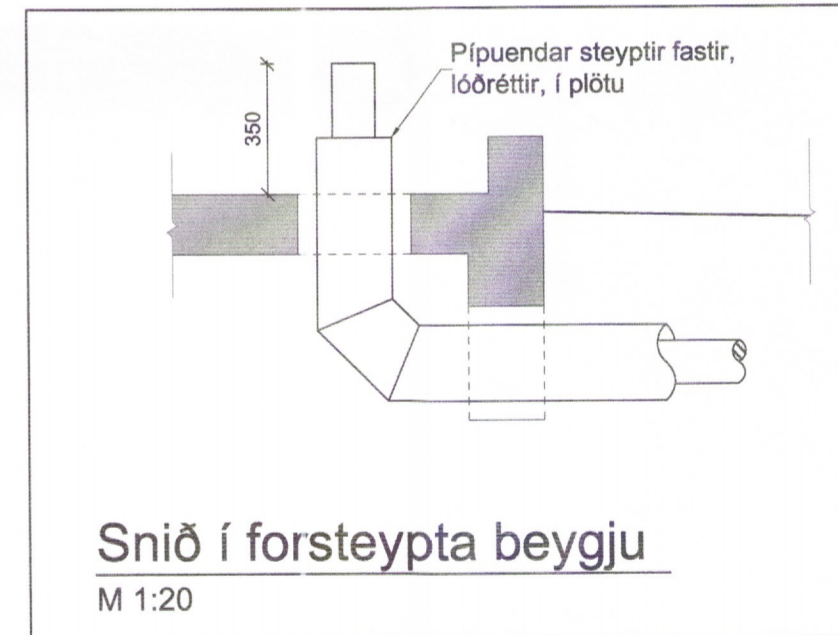 Pípuendar steyptir fastir,
lóðréttir, í plötu
350
Snið í forsteypta beygju
M 1:20